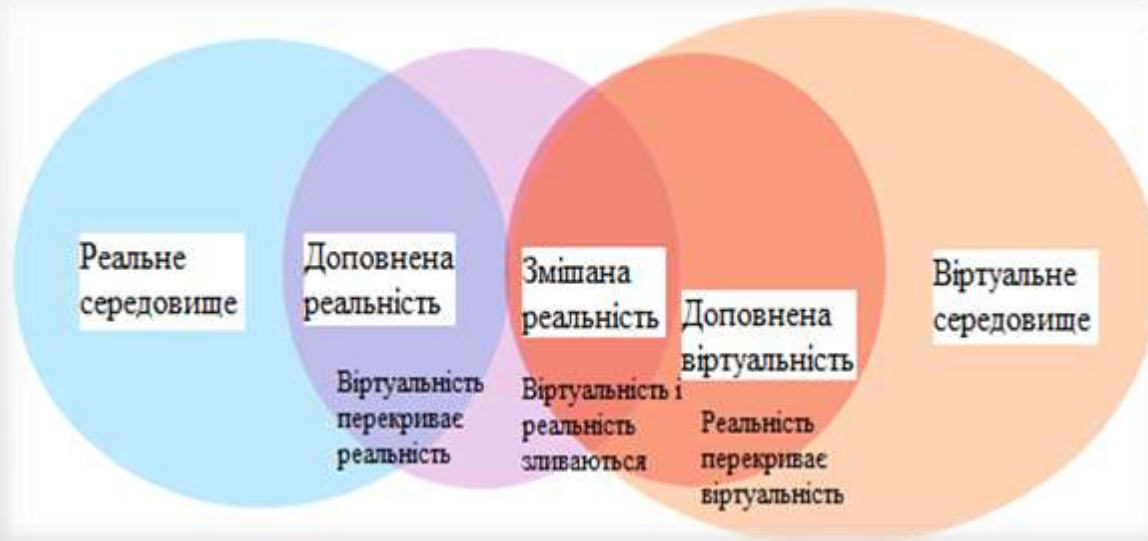 Реальне
середовище
Доповнена
реальність
Віртуальність
перекриває
реальність
Змішана
реальність
Віртуальність і
реальність
зливаються
Доповнена
віртуальність
Реальність
перекриває
віртуальність
Віртуальне
середовище